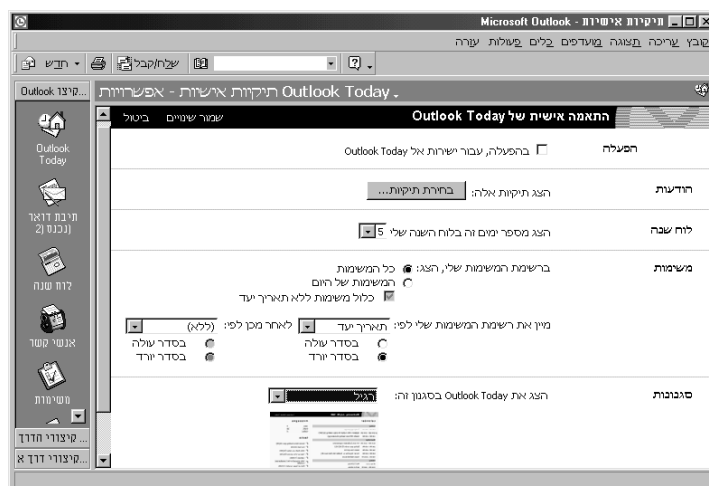 תיקיות אישיות - Microsoft Outlook
קובץ עריכה תצוגה מועדפים כלים פעולות עזרה
חדש שלח/קבל
Outlook Today תיקיות אישיות - אפשרויות
קיצו Outlook...
התאמה אישית של Outlook Today שמור שינויים ביטול
הפעלה בהפעלה, עבור ישירות אל Outlook Today
הודעות הצג תיקיות אלה: בחירת תיקיות...
לוח שנה הצג מספר ימים זה בלוח השנה שלי 5
משימות ברשימת המשימות שלי, הצג: כל המשימות
המשימות של היום
כלול משימות ללא תאריך יעד
מיין את רשימת המשימות שלי לפי: תאריך יעד לאחר מכן לפי: (ללא)
בסדר עולה בסדר עולה
בסדר יורד בסדר יורד
סגנונות הצג את Outlook Today בסגנון זה: רגיל
Outlook
Today
תיבת דואר
נכנס (2)
לוח שנה
אנשי קשר
משימות
קיצורי הדרך ...
קיצורי דרך א...